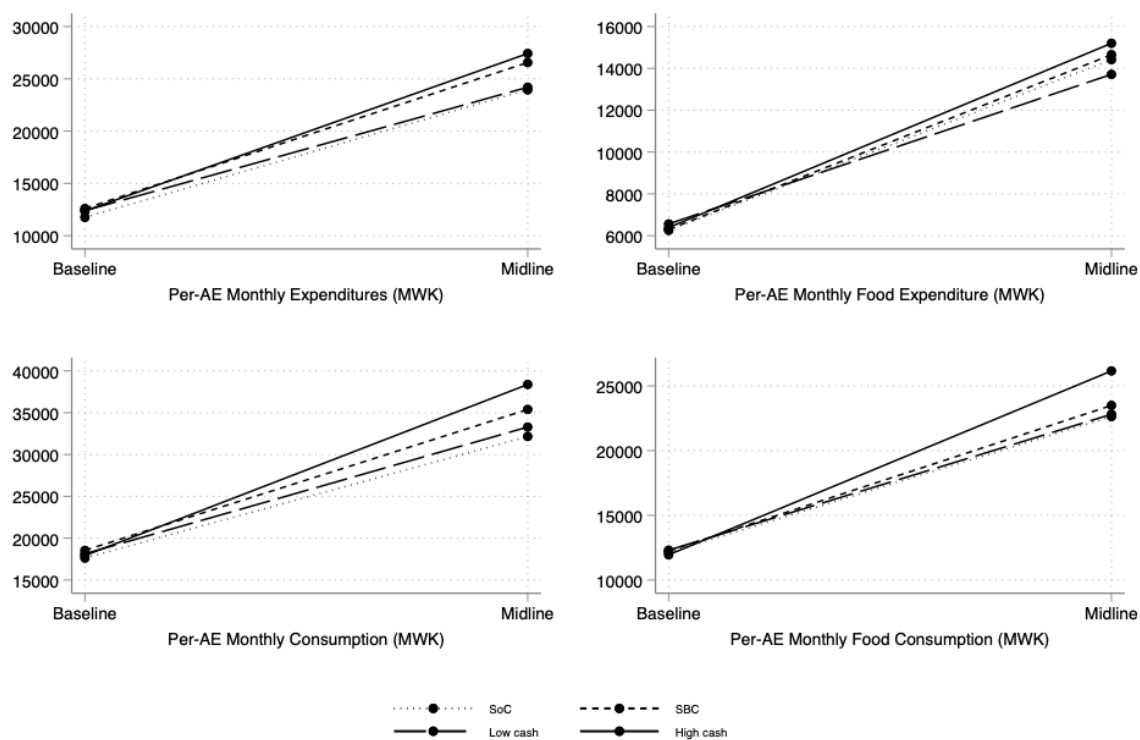 30000
25000
20000
15000
10000
Baseline Midline
Per-AE Monthly Expenditures (MWK)
16000
14000
12000
10000
8000
6000
Baseline Midline
Per-AE Monthly Food Expenditure (MWK)
40000
35000
30000
25000
20000
15000
Baseline Midline
Per-AE Monthly Consumption (MWK)
25000
20000
15000
10000
Baseline Midline
Per-AE Monthly Food Consumption (MWK)
SoC SBC
Low cash High cash